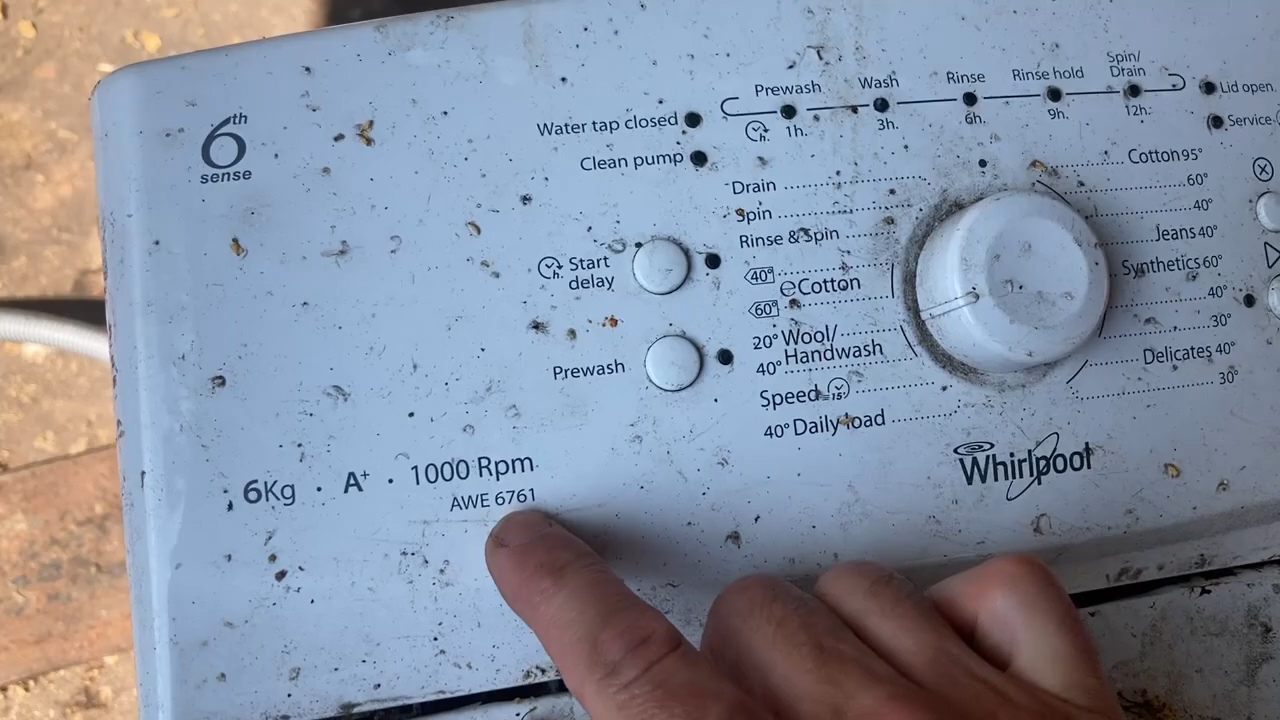 6th
sense
Water tap closed
Clean pump
Prewash
Wash
Rinse
Rinse hold
Spin/
Drain
h.
1h.
3h.
6h.
9h.
12h.
Lid open.
Service
Drain
Spin
Rinse & Spin
40°
eCotton
60°
20° Wool/
40° Handwash
Speed 15'
40° Daily load
Cotton 95°
60°
40°
Jeans 40°
Synthetics 60°
40°
30°
Delicates 40°
30°
h. Start
delay
Prewash
6Kg · A+ · 1000 Rpm
AWE 6761
Whirlpool